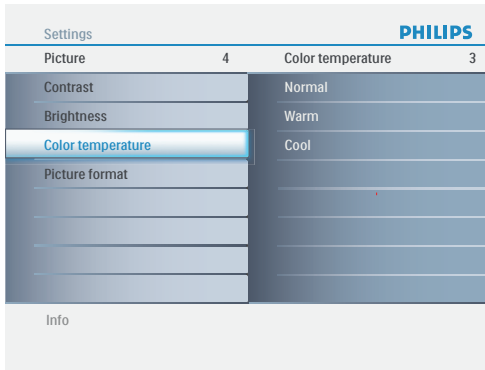 Settings PHILIPS
Picture 4 Color temperature 3
Contrast Normal
Brightness Warm
Color temperature Cool
Picture format
Info